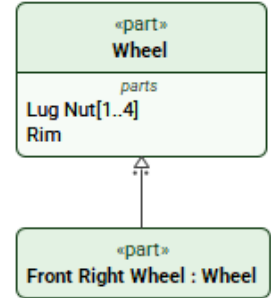 «part»
Wheel
parts
Lug Nut[1..4]
Rim
«part»
Front Right Wheel : Wheel